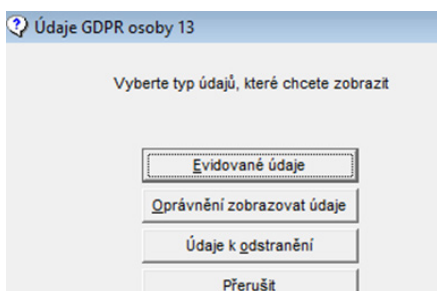 Údaje GDPR osoby 13
Vyberte typ údajů, které chcete zobrazit
Evidované údaje
Oprávnění zobrazovat údaje
Údaje k odstranění
Přerušit